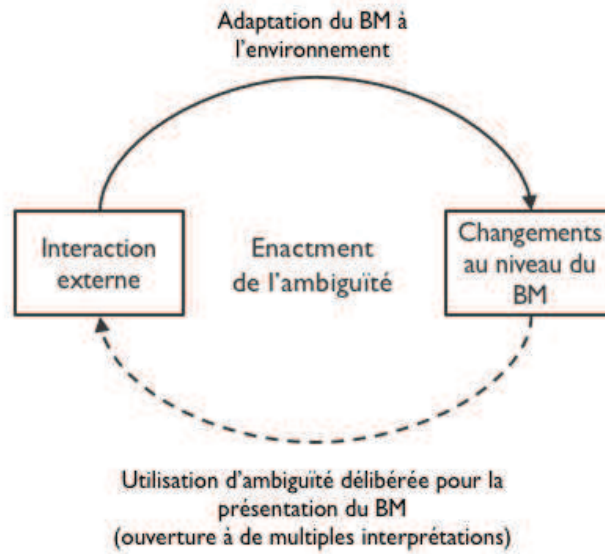 Adaptation du BM à
l'environnement
Interaction
externe
Enactment
de l'ambiguïté
Changements
au niveau du
BM
Utilisation d'ambiguïté délibérée pour la
présentation du BM
(ouverture à de multiples interprétations)